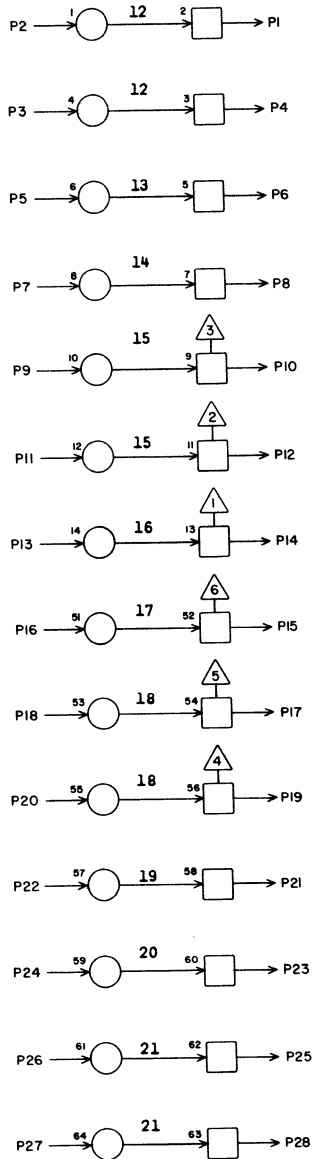 P2 1 12 2 P1
P3 4 12 3 P4
P5 6 13 5 P6
P7 8 14 7 P8
3
P9 10 15 9 P10
2
P11 12 15 11 P12
1
P13 14 16 13 P14
6
P16 51 17 52 P15
5
P18 53 18 54 P17
4
P20 55 18 56 P19
P22 57 19 58 P21
P24 59 20 60 P23
P26 61 21 62 P25
P27 64 21 63 P28